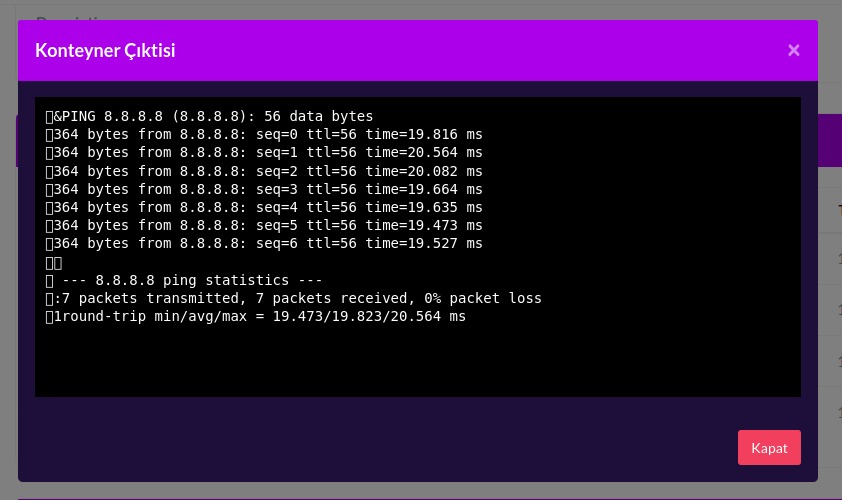 Konteyner Çıktisi
×
&PING 8.8.8.8 (8.8.8.8): 56 data bytes
364 bytes from 8.8.8.8: seq=0 ttl=56 time=19.816 ms
364 bytes from 8.8.8.8: seq=1 ttl=56 time=20.564 ms
364 bytes from 8.8.8.8: seq=2 ttl=56 time=20.082 ms
364 bytes from 8.8.8.8: seq=3 ttl=56 time=19.664 ms
364 bytes from 8.8.8.8: seq=4 ttl=56 time=19.635 ms
364 bytes from 8.8.8.8: seq=5 ttl=56 time=19.473 ms
364 bytes from 8.8.8.8: seq=6 ttl=56 time=19.527 ms
--- 8.8.8.8 ping statistics ---
:7 packets transmitted, 7 packets received, 0% packet loss
1round-trip min/avg/max = 19.473/19.823/20.564 ms
Kapat